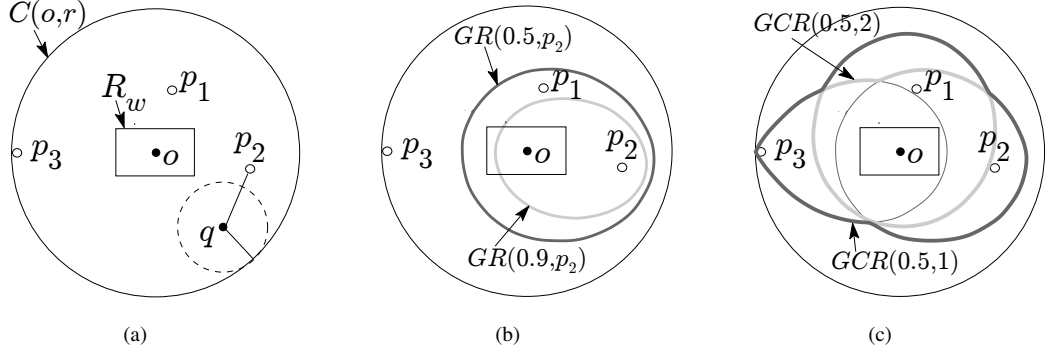 C(o,r)
R_w
p_1
p_3
o
p_2
q
(a)
GR(0.5,p_2)
p_1
p_3
o
p_2
GR(0.9,p_2)
(b)
GCR(0.5,2)
p_1
p_3
o
p_2
GCR(0.5,1)
(c)